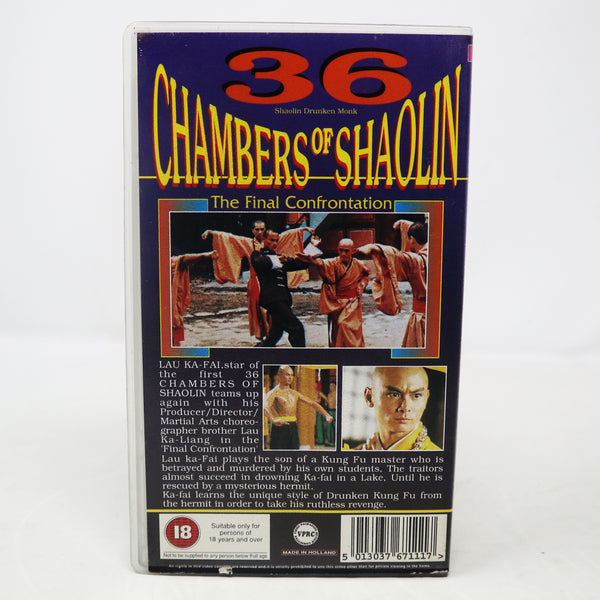 36
Shaolin Drunken Monk
CHAMBERS OF SHAOLIN
The Final Confrontation
LAU KA-FAI,star of
the first 36
CHAMBERS OF
SHAOLIN teams up
again with his
Producer/Director/
Martial Arts choreo-
grapher brother Lau
Ka-Liang in the
'Final Confrontation'
Lau ka-Fai plays the son of a Kung Fu master who is
betrayed and murdered by his own students, The traitors
almost succeed in drowning Ka-fai in a Lake, Until he is
rescued by a mysterious hermit.
Ka-fai learns the unique style of Drunken Kung Fu from
the hermit in order to take his ruthless revenge.
18
Suitable only for
persons of
18 years and over
Not to be supplied to any person below that age.
VPRC
MADE IN HOLLAND
5 013037 671117 >